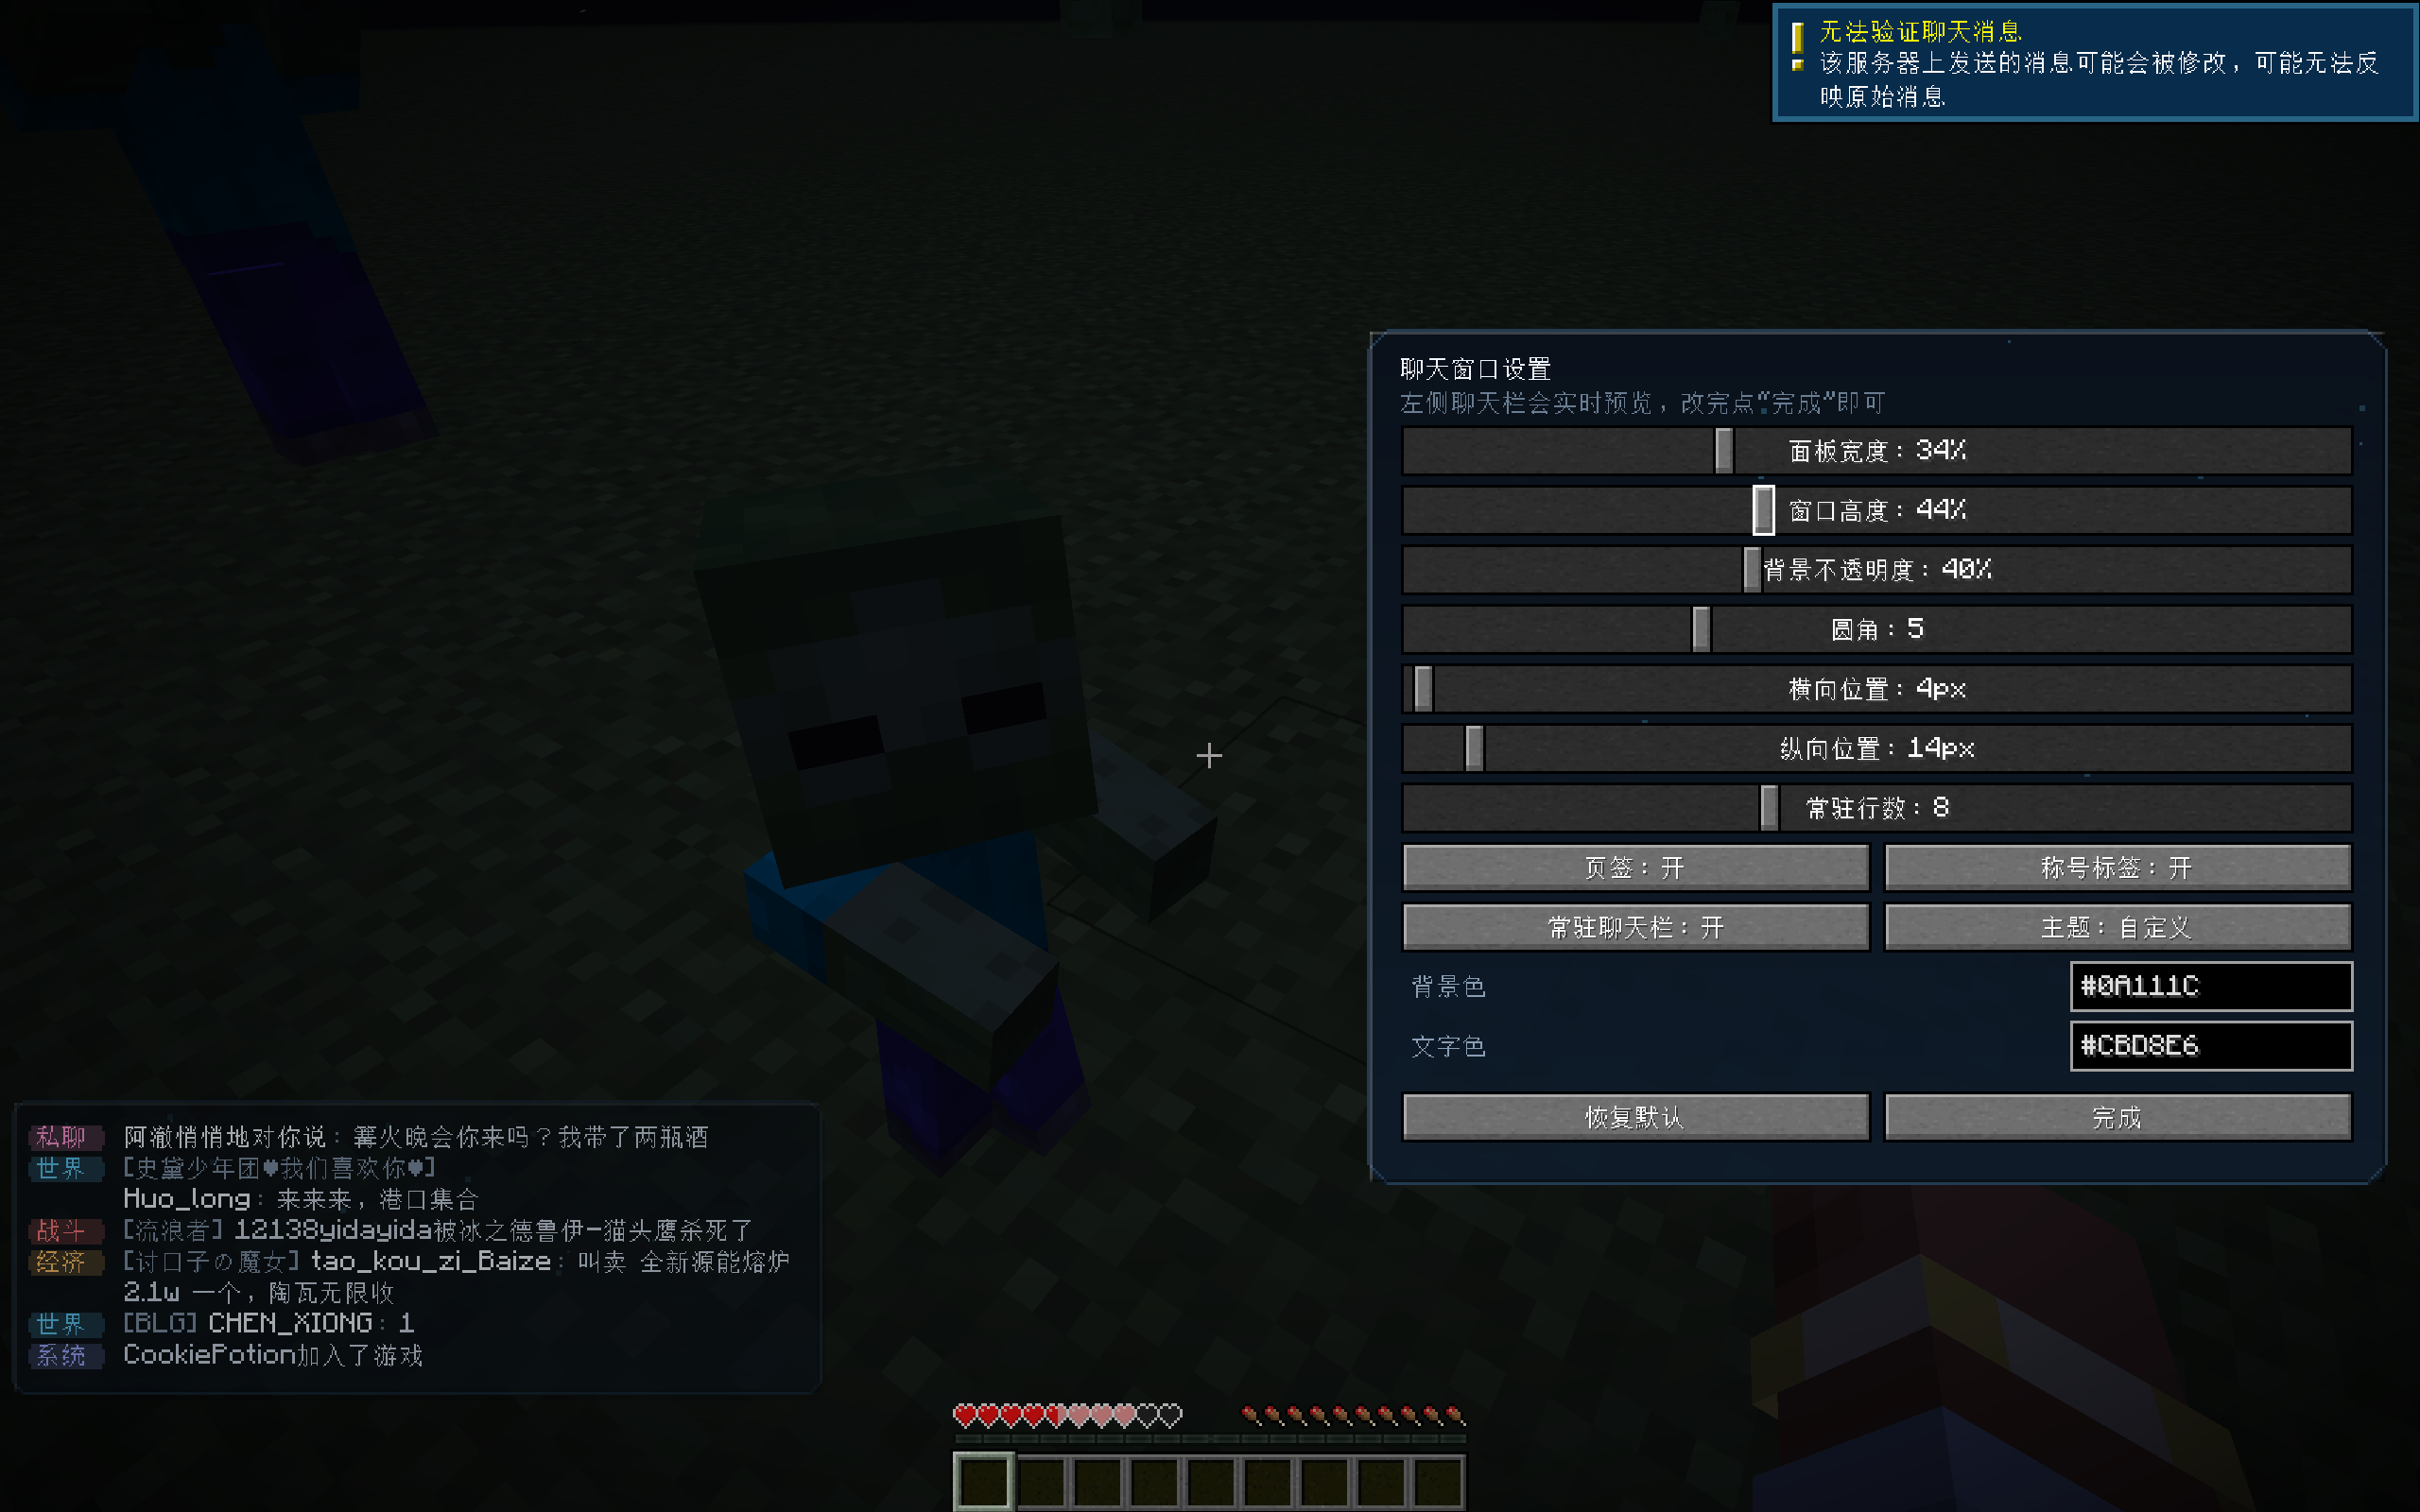 无法验证聊天消息
该服务器上发送的消息可能会被修改，可能无法反
映原始消息
聊天窗口设置
左侧聊天栏会实时预览，改完点"完成"即可
面板宽度：34%
窗口高度：44%
背景不透明度：40%
圆角：5
横向位置：4px
纵向位置：14px
常驻行数：8
页签：开
称号标签：开
常驻聊天栏：开
主题：自定义
背景色
#0A111C
文字色
#CBD8E6
恢复默认
完成
私聊 阿澈悄悄地对你说：篝火晚会你来吗？我带了两瓶酒
世界 [史黛少年团♥我们喜欢你♥]
Huo_long：来来来，港口集合
战斗 [流浪者] 12138yidayida被冰之德鲁伊-猫头鹰杀死了
经济 [讨口子の魔女] tao_kou_zi_Baize：叫卖 全新源能熔炉
2.1w 一个，陶瓦无限收
世界 [BLG] CHEN_XIONG：1
系统 CookiePotion加入了游戏